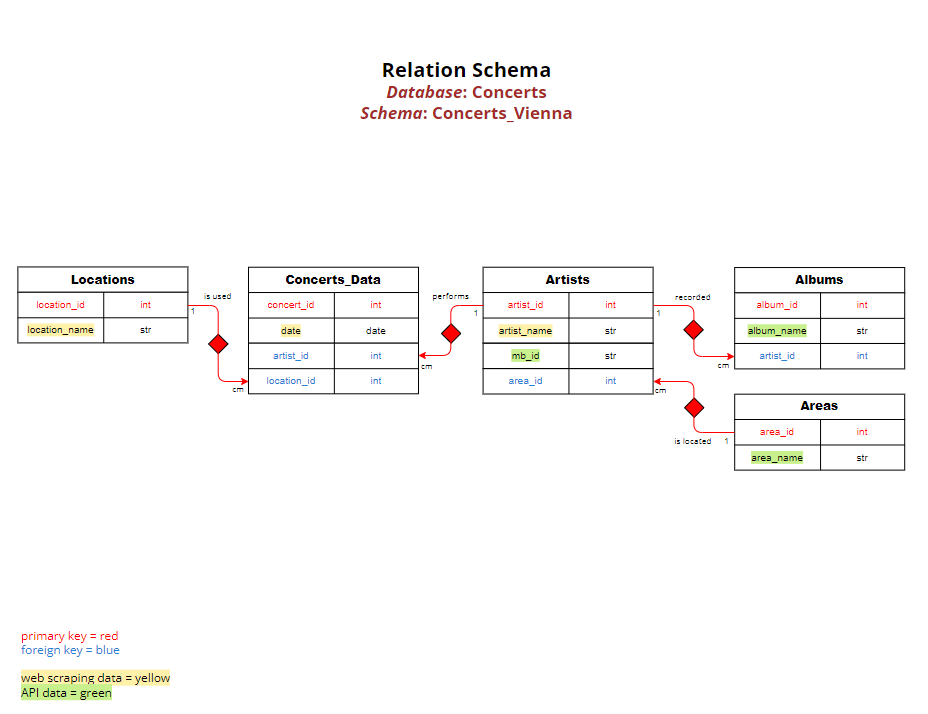 Relation Schema
Database: Concerts
Schema: Concerts_Vienna
Locations
location_id int
location_name str
is used
1
cm
Concerts_Data
concert_id int
date date
artist_id int
location_id int
performs
1
cm
Artists
artist_id int
artist_name str
mb_id str
area_id int
recorded
1
cm
Albums
album_id int
album_name str
artist_id int
cm
is located 1
Areas
area_id int
area_name str
primary key = red
foreign key = blue
web scraping data = yellow
API data = green